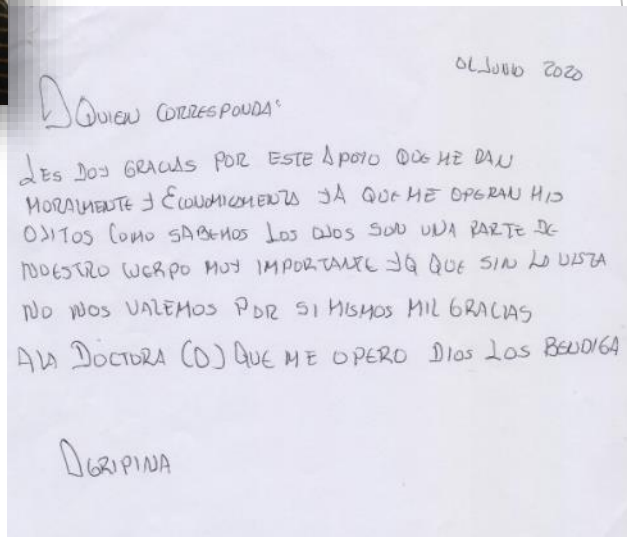 01 JUNIO 2020
A QUIEN CORRESPONDA:
LES DOY GRACIAS POR ESTE APOYO QUE ME DAN
MORALMENTE Y ECONOMICMENTE YA QUE ME OPERAN MIS
OJITOS COMO SABEMOS LOS OJOS SON UNA PARTE DE
NUESTRO CUERPO MUY IMPORTANTE YA QUE SIN LA VISTA
NO NOS VALEMOS POR SI MISMOS MIL GRACIAS
A LA DOCTORA (O) QUE ME OPERO DIOS LOS BENDIGA
AGRIPINA